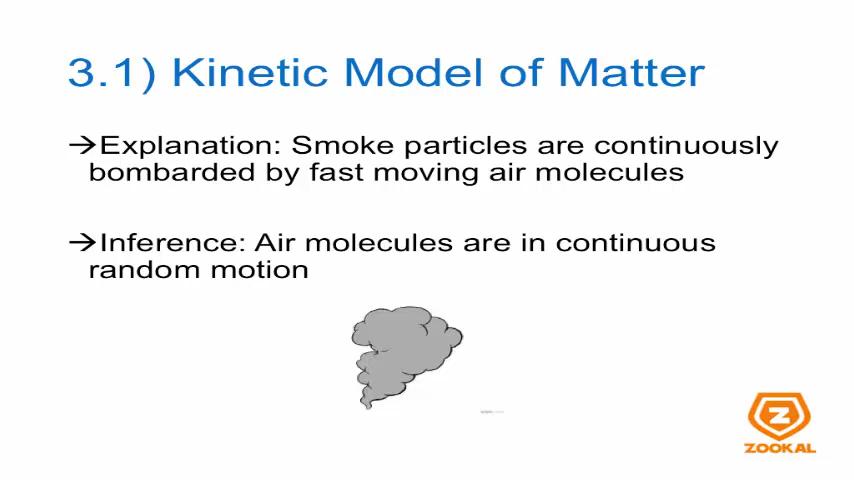 3.1) Kinetic Model of Matter
→Explanation: Smoke particles are continuously
bombarded by fast moving air molecules
→Inference: Air molecules are in continuous
random motion
Z
ZOOKAL